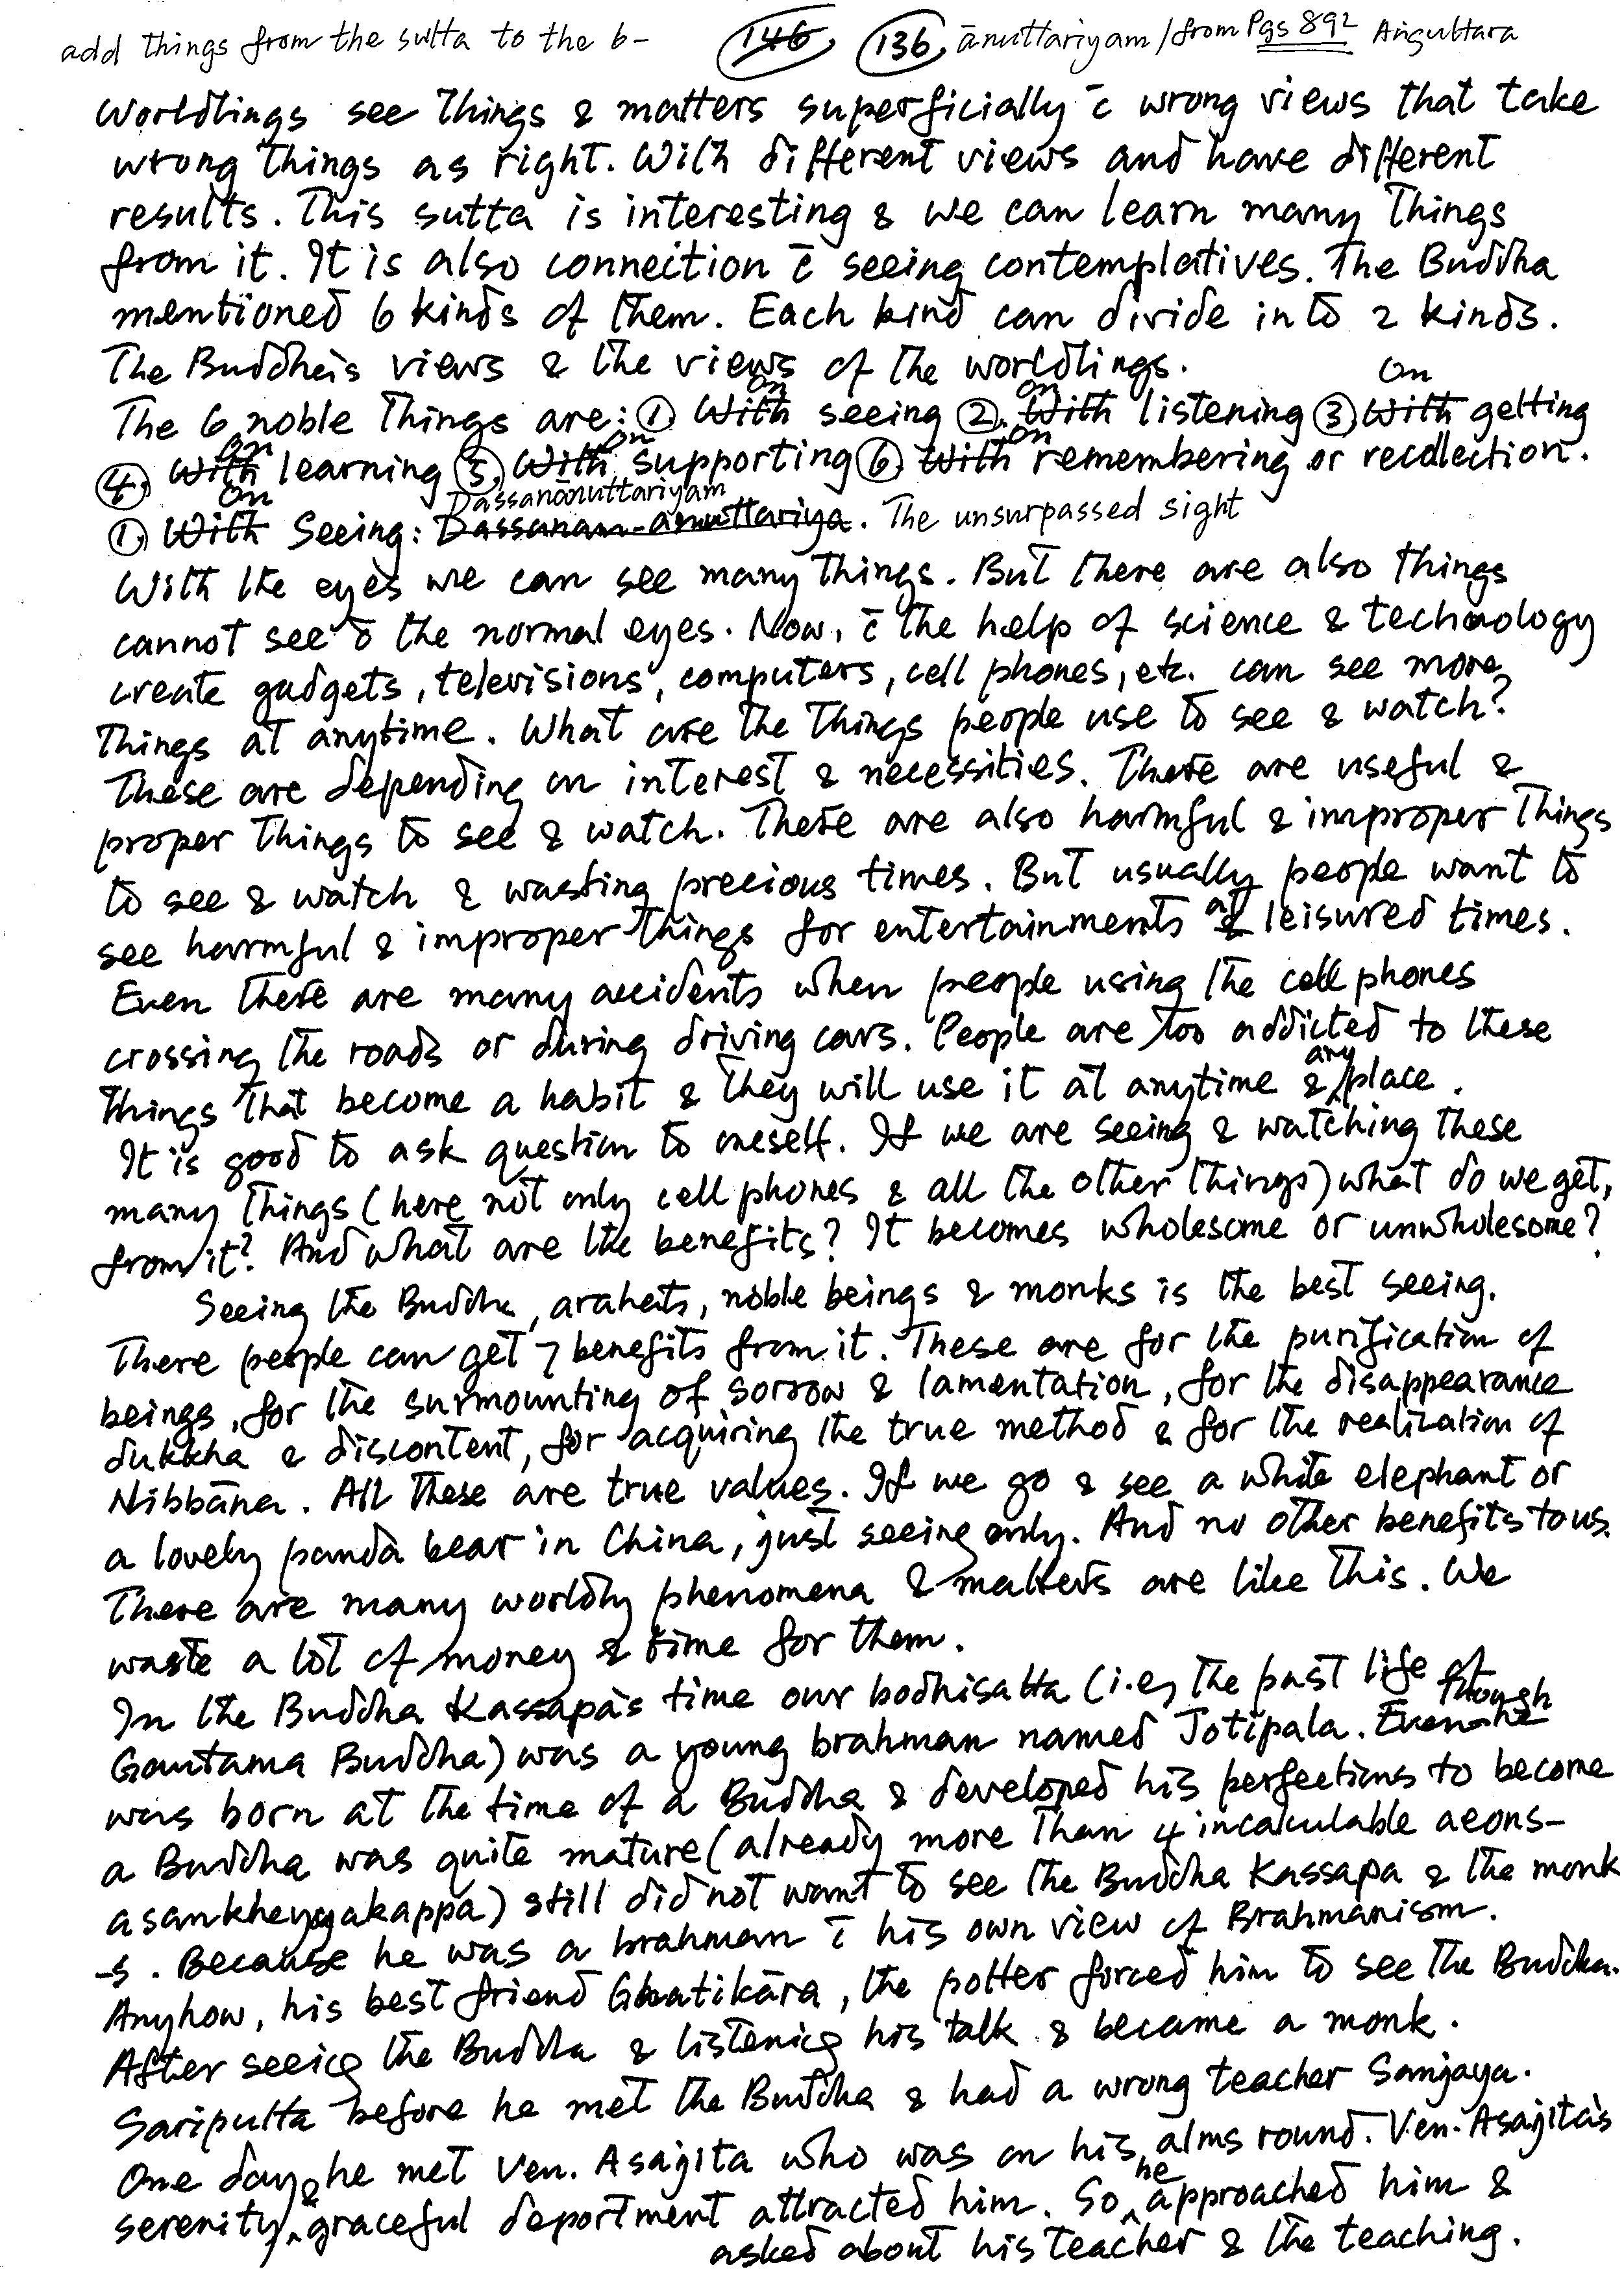 add things from the sutta to the 6- 146 136 ānuttariyam/from Pgs 892 Aṅguttara
Worldlings see things & matters superficially c̄ wrong views that take
wrong things as right. With different views and have different
results. This sutta is interesting & we can learn many things
from it. It is also connection c̄ seeing contemplatives. The Buddha
mentioned 6 kinds of them. Each kind can divide into 2 kinds.
The Buddha's views & the views of the worldlings.
The 6 noble things are: ① With On seeing ②. With On listening ③ With On getting
④. With On learning ⑤. With On supporting ⑥. With On remembering or recollection.
①. With On Seeing: Dassanam-anuttariya Dassanānuttariyam. The unsurpassed sight
With the eyes we can see many things. But there are also things
cannot see c̄ the normal eyes. Now, c̄ the help of science & technology
create gadgets, televisions, computers, cell phones, etc. can see more
things at anytime. What are the things people use to see & watch?
These are depending on interest & necessities. There are useful &
proper things to see & watch. There are also harmful & improper things
to see & watch & wasting precious times. But usually people want to
see harmful & improper things for entertainments at leisured times.
Even there are many accidents when people using the cell phones
crossing the roads or during driving cars. People are too addicted to these
things that become a habit & they will use it at anytime & any place.
It is good to ask question to oneself. If we are seeing & watching these
many things (here not only cell phones & all the other things) what do we get,
from it? And what are the benefits? It becomes wholesome or unwholesome?
Seeing the Buddha, arahats, noble beings & monks is the best seeing.
There people can get 7 benefits from it. These are for the purification of
beings, for the surmounting of sorrow & lamentation, for the disappearance
dukkha & discontent, for acquiring the true method & for the realization of
Nibbāna. All these are true values. If we go & see a white elephant or
a lovely panda bear in China, just seeing only. And no other benefits to us.
There are many worldly phenomena & matters are like this. We
waste a lot of money & time for them.
In the Buddha Kassapa's time our bodhisatta (i.e, the past life of
Gautama Buddha) was a young brahman named Jotipala. Even he though
was born at the time of a Buddha & developed his perfections to become
a Buddha was quite mature (already more than 4 incalculable aeons-
asankheyyakappa) still did not want to see the Buddha Kassapa & the monk
-s. Because he was a brahman c̄ his own view of Brahmanism.
Anyhow, his best friend Ghatikāra, the potter forced him to see the Buddha.
After seeing the Buddha & listening his talk & became a monk.
Sariputta before he met the Buddha & had a wrong teacher Sanjaya.
One day he met Ven. Asajita who was on his alms round. Ven. Asajita's
serenity & graceful deportment attracted him. So he approached him &
asked about his teacher & the teaching.